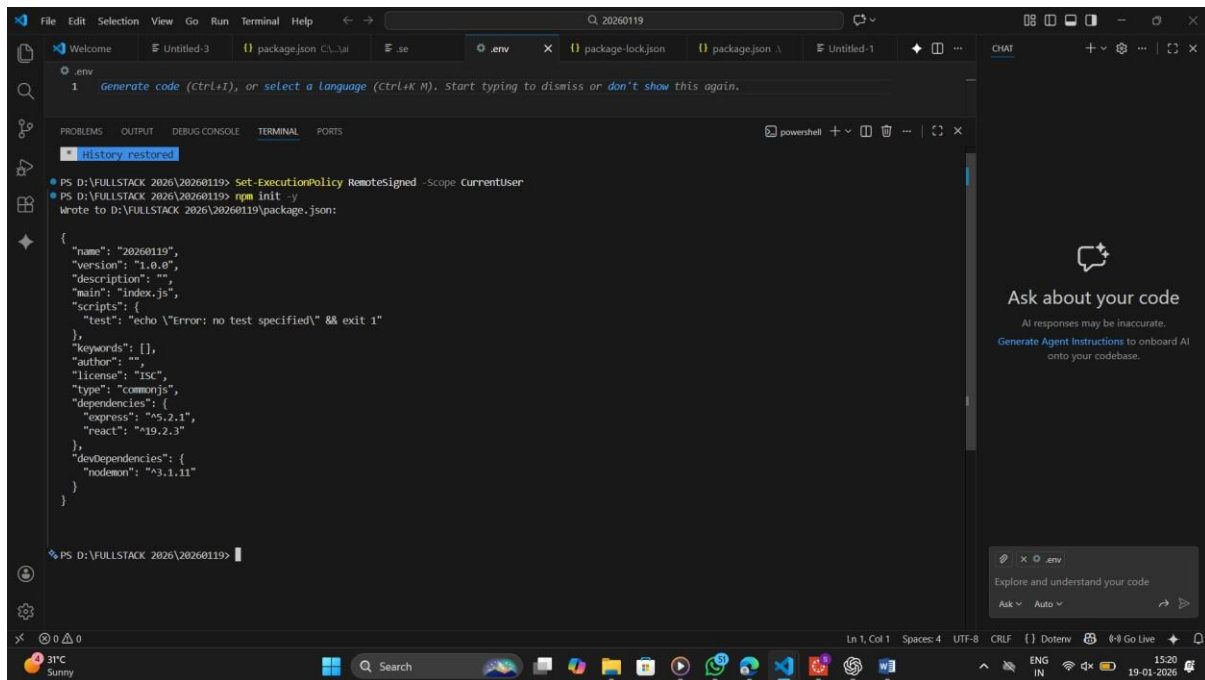 File Edit Selection View Go Run Terminal Help
20260119
Welcome
Untitled-3
package.json C:\...\ai
.se
.env
package-lock.json
package.json .\
Untitled-1
CHAT
.env
1 Generate code (Ctrl+I), or select a language (Ctrl+K M). Start typing to dismiss or don't show this again.
PROBLEMS OUTPUT DEBUG CONSOLE TERMINAL PORTS
powershell
* History restored
PS D:\FULLSTACK 2026\20260119> Set-ExecutionPolicy RemoteSigned -Scope CurrentUser
PS D:\FULLSTACK 2026\20260119> npm init -y
Wrote to D:\FULLSTACK 2026\20260119\package.json:
{
"name": "20260119",
"version": "1.0.0",
"description": "",
"main": "index.js",
"scripts": {
"test": "echo \"Error: no test specified\" && exit 1"
},
"keywords": [],
"author": "",
"license": "ISC",
"type": "commonjs",
"dependencies": {
"express": "^5.2.1",
"react": "^19.2.3"
},
"devDependencies": {
"nodemon": "^3.1.11"
}
}
PS D:\FULLSTACK 2026\20260119>
Ask about your code
AI responses may be inaccurate.
Generate Agent Instructions to onboard AI
onto your codebase.
.env
Explore and understand your code
Ask Auto
0 0
Ln 1, Col 1 Spaces: 4 UTF-8 CRLF {} Dotenv Go Live
4
31°C
Sunny
Search
51
ENG
IN
15:20
19-01-2026